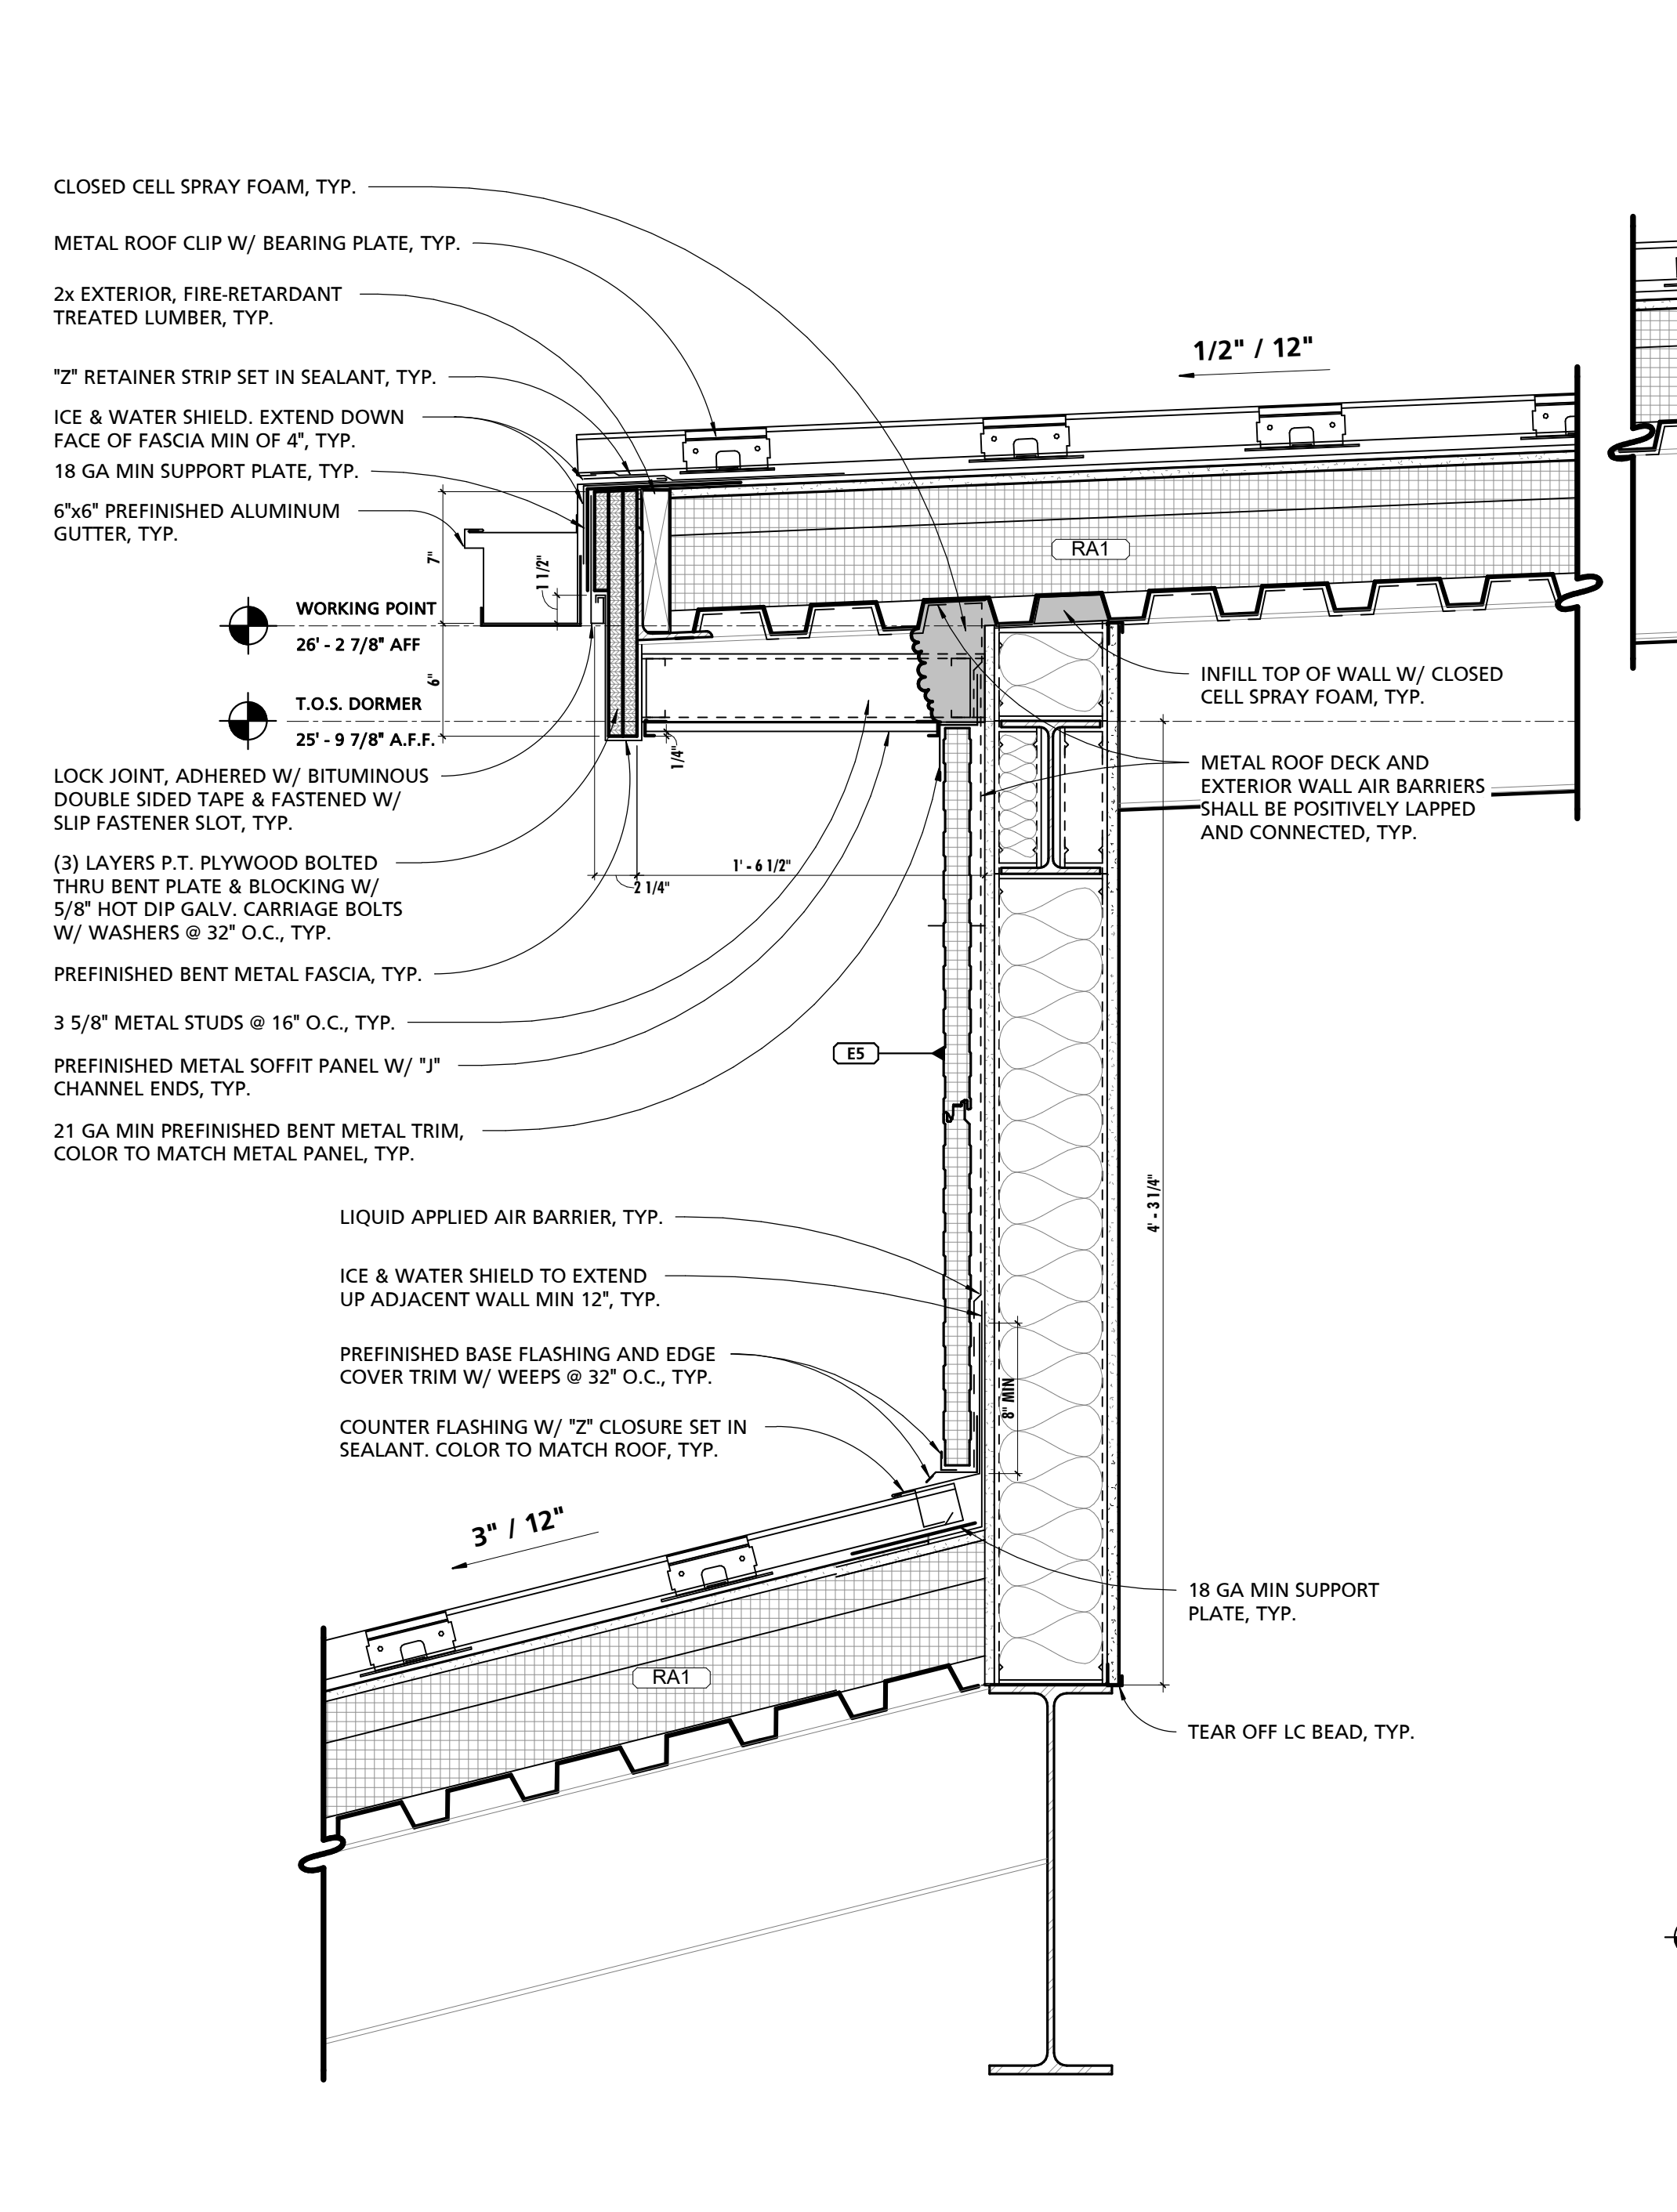 CLOSED CELL SPRAY FOAM, TYP.
METAL ROOF CLIP W/ BEARING PLATE, TYP.
2x EXTERIOR, FIRE-RETARDANT
TREATED LUMBER, TYP.
"Z" RETAINER STRIP SET IN SEALANT, TYP.
ICE & WATER SHIELD. EXTEND DOWN
FACE OF FASCIA MIN OF 4", TYP.
18 GA MIN SUPPORT PLATE, TYP.
6"x6" PREFINISHED ALUMINUM
GUTTER, TYP.
1/2" / 12"
RA1
7"
1 1/2"
WORKING POINT
26' - 2 7/8" AFF
6"
T.O.S. DORMER
25' - 9 7/8" A.F.F.
1/4"
INFILL TOP OF WALL W/ CLOSED
CELL SPRAY FOAM, TYP.
METAL ROOF DECK AND
EXTERIOR WALL AIR BARRIERS
SHALL BE POSITIVELY LAPPED
AND CONNECTED, TYP.
LOCK JOINT, ADHERED W/ BITUMINOUS
DOUBLE SIDED TAPE & FASTENED W/
SLIP FASTENER SLOT, TYP.
1' - 6 1/2"
2 1/4"
(3) LAYERS P.T. PLYWOOD BOLTED
THRU BENT PLATE & BLOCKING W/
5/8" HOT DIP GALV. CARRIAGE BOLTS
W/ WASHERS @ 32" O.C., TYP.
PREFINISHED BENT METAL FASCIA, TYP.
3 5/8" METAL STUDS @ 16" O.C., TYP.
E5
PREFINISHED METAL SOFFIT PANEL W/ "J"
CHANNEL ENDS, TYP.
21 GA MIN PREFINISHED BENT METAL TRIM,
COLOR TO MATCH METAL PANEL, TYP.
4' - 3 1/4"
LIQUID APPLIED AIR BARRIER, TYP.
ICE & WATER SHIELD TO EXTEND
UP ADJACENT WALL MIN 12", TYP.
PREFINISHED BASE FLASHING AND EDGE
COVER TRIM W/ WEEPS @ 32" O.C., TYP.
8" MIN
COUNTER FLASHING W/ "Z" CLOSURE SET IN
SEALANT. COLOR TO MATCH ROOF, TYP.
3" / 12"
18 GA MIN SUPPORT
PLATE, TYP.
RA1
TEAR OFF LC BEAD, TYP.